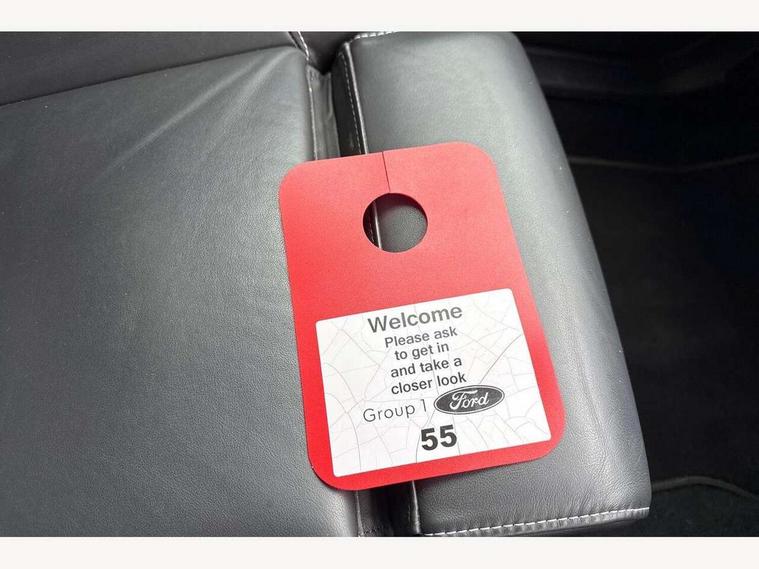 Welcome
Please ask
to get in
and take a
closer look
Group 1 Ford
55